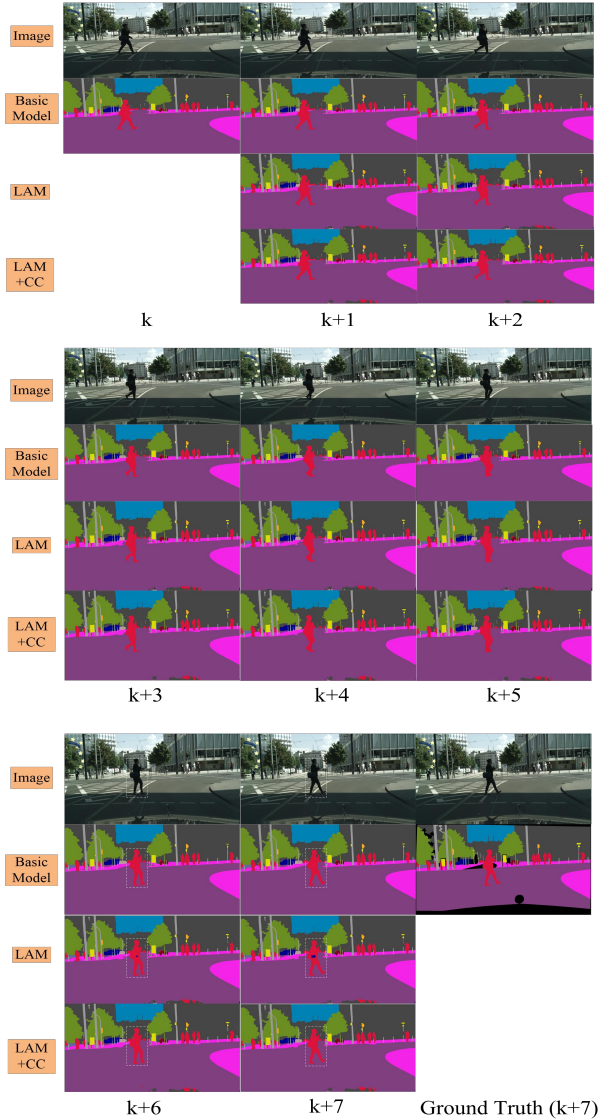 Image
Basic
Model
LAM
LAM
+CC
k
k+1
k+2
Image
Basic
Model
LAM
LAM
+CC
k+3
k+4
k+5
Image
Basic
Model
LAM
LAM
+CC
k+6
k+7
Ground Truth (k+7)